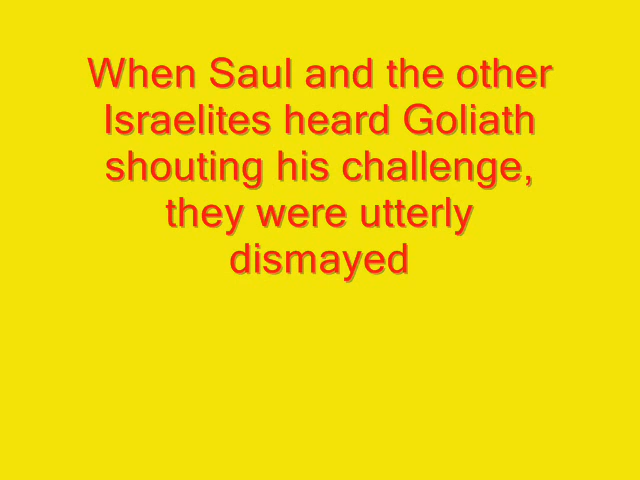 When Saul and the other
Israelites heard Goliath
shouting his challenge,
they were utterly
dismayed